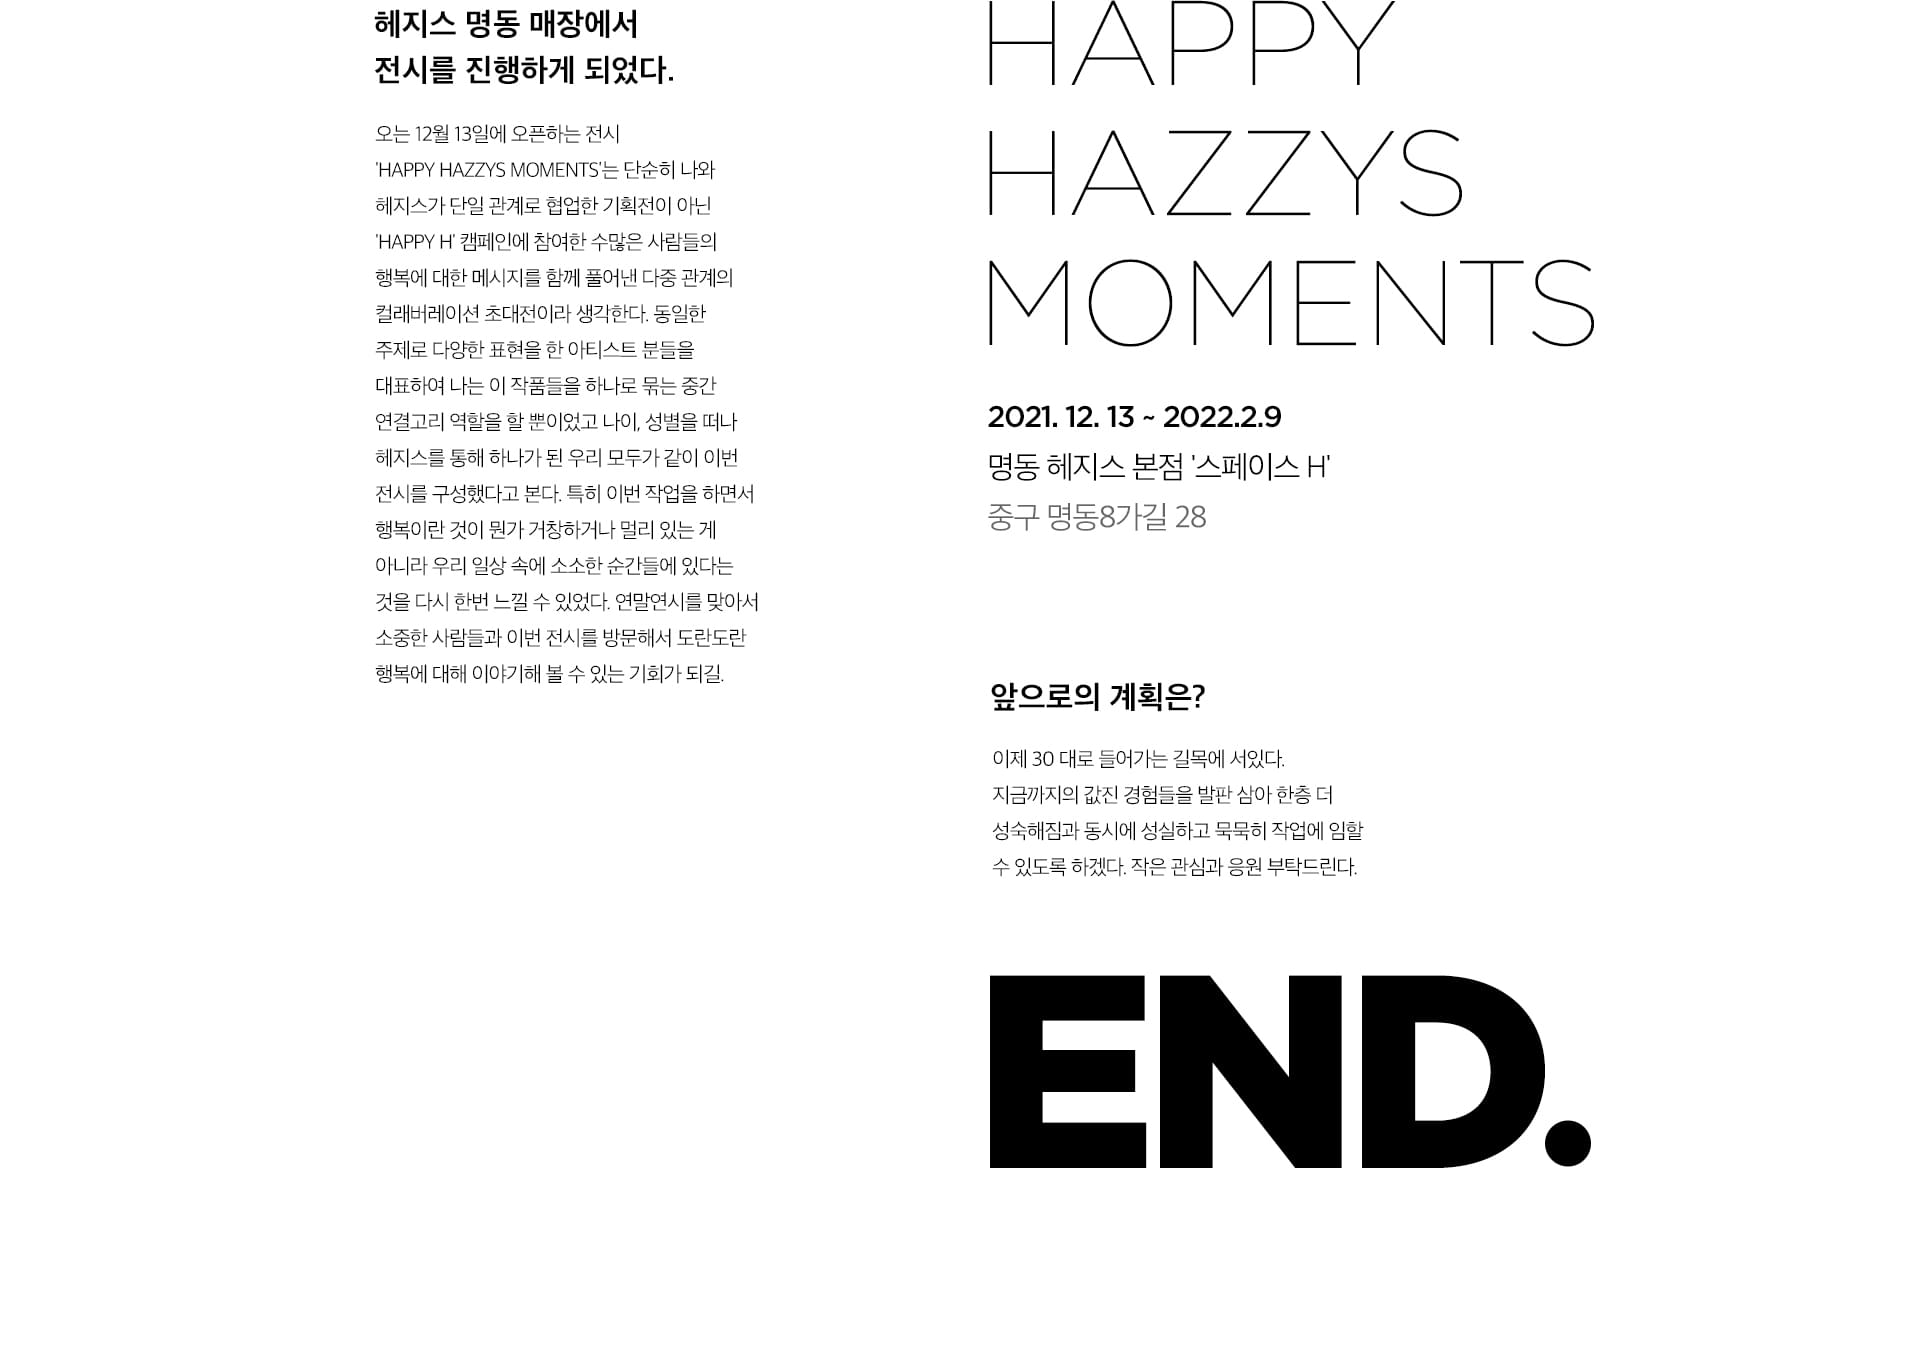 헤지스 명동 매장에서
전시를 진행하게 되었다.
오는 12월 13일에 오픈하는 전시
'HAPPY HAZZYS MOMENTS'는 단순히 나와
헤지스가 단일 관계로 협업한 기획전이 아닌
'HAPPY H' 캠페인에 참여한 수많은 사람들의
행복에 대한 메시지를 함께 풀어낸 다중 관계의
컬래버레이션 초대전이라 생각한다. 동일한
주제로 다양한 표현을 한 아티스트 분들을
대표하여 나는 이 작품들을 하나로 묶는 중간
연결고리 역할을 할 뿐이었고 나이, 성별을 떠나
헤지스를 통해 하나가 된 우리 모두가 같이 이번
전시를 구성했다고 본다. 특히 이번 작업을 하면서
행복이란 것이 뭔가 거창하거나 멀리 있는 게
아니라 우리 일상 속에 소소한 순간들에 있다는
것을 다시 한번 느낄 수 있었다. 연말연시를 맞아서
소중한 사람들과 이번 전시를 방문해서 도란도란
행복에 대해 이야기해 볼 수 있는 기회가 되길.
HAPPY
HAZZYS
MOMENTS
2021. 12. 13 ~ 2022.2.9
명동 헤지스 본점 '스페이스 H'
중구 명동8가길 28
앞으로의 계획은?
이제 30 대로 들어가는 길목에 서있다.
지금까지의 값진 경험들을 발판 삼아 한층 더
성숙해짐과 동시에 성실하고 묵묵히 작업에 임할
수 있도록 하겠다. 작은 관심과 응원 부탁드린다.
END.